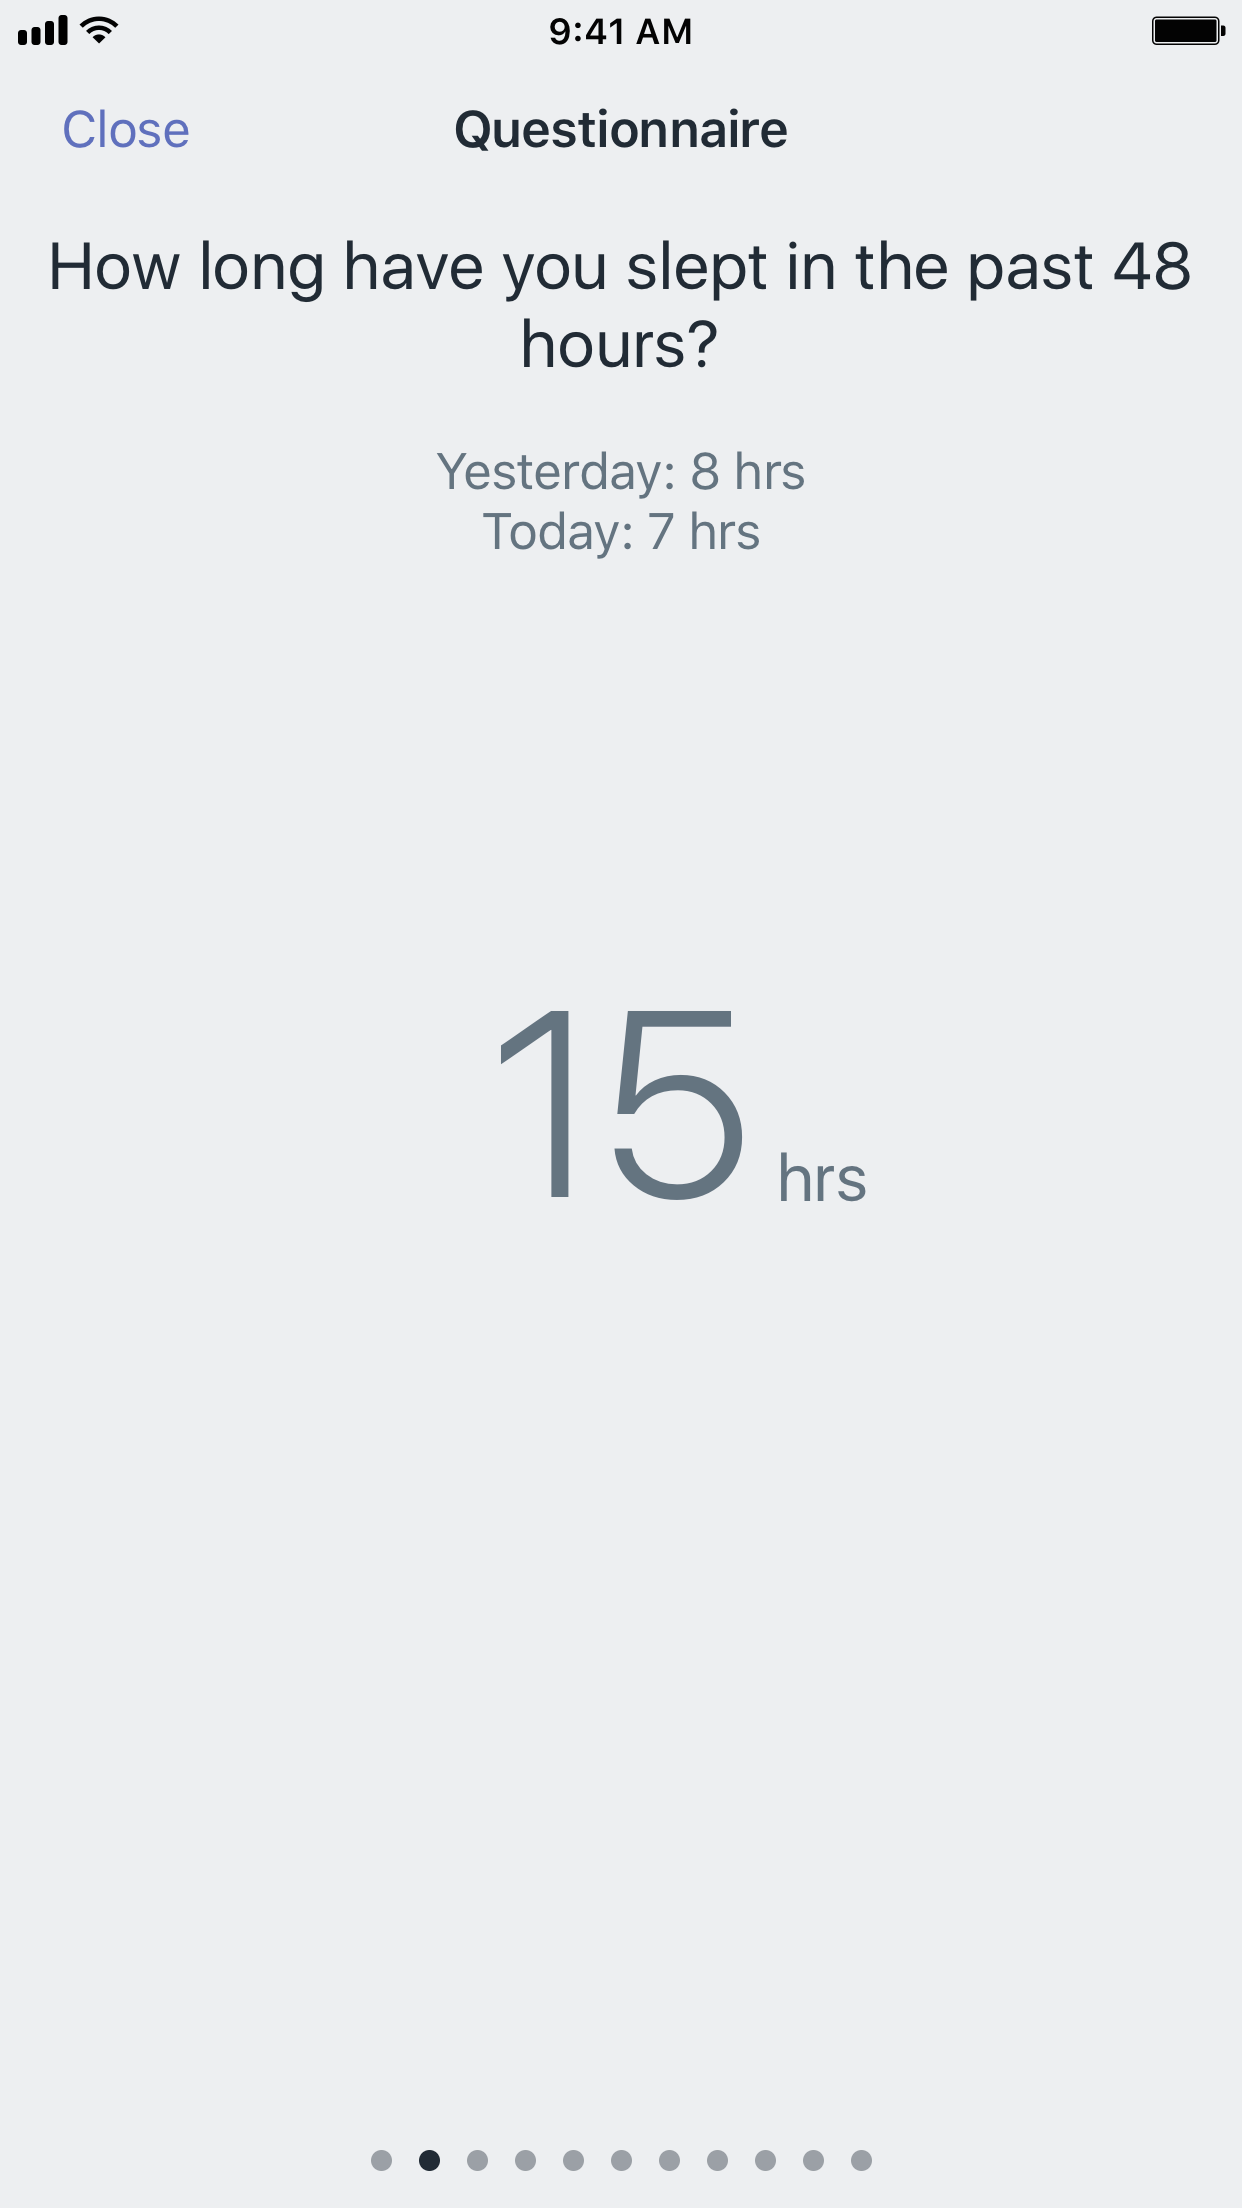 9:41 AM
Close
Questionnaire
How long have you slept in the past 48
hours?
Yesterday: 8 hrs
Today: 7 hrs
15 hrs